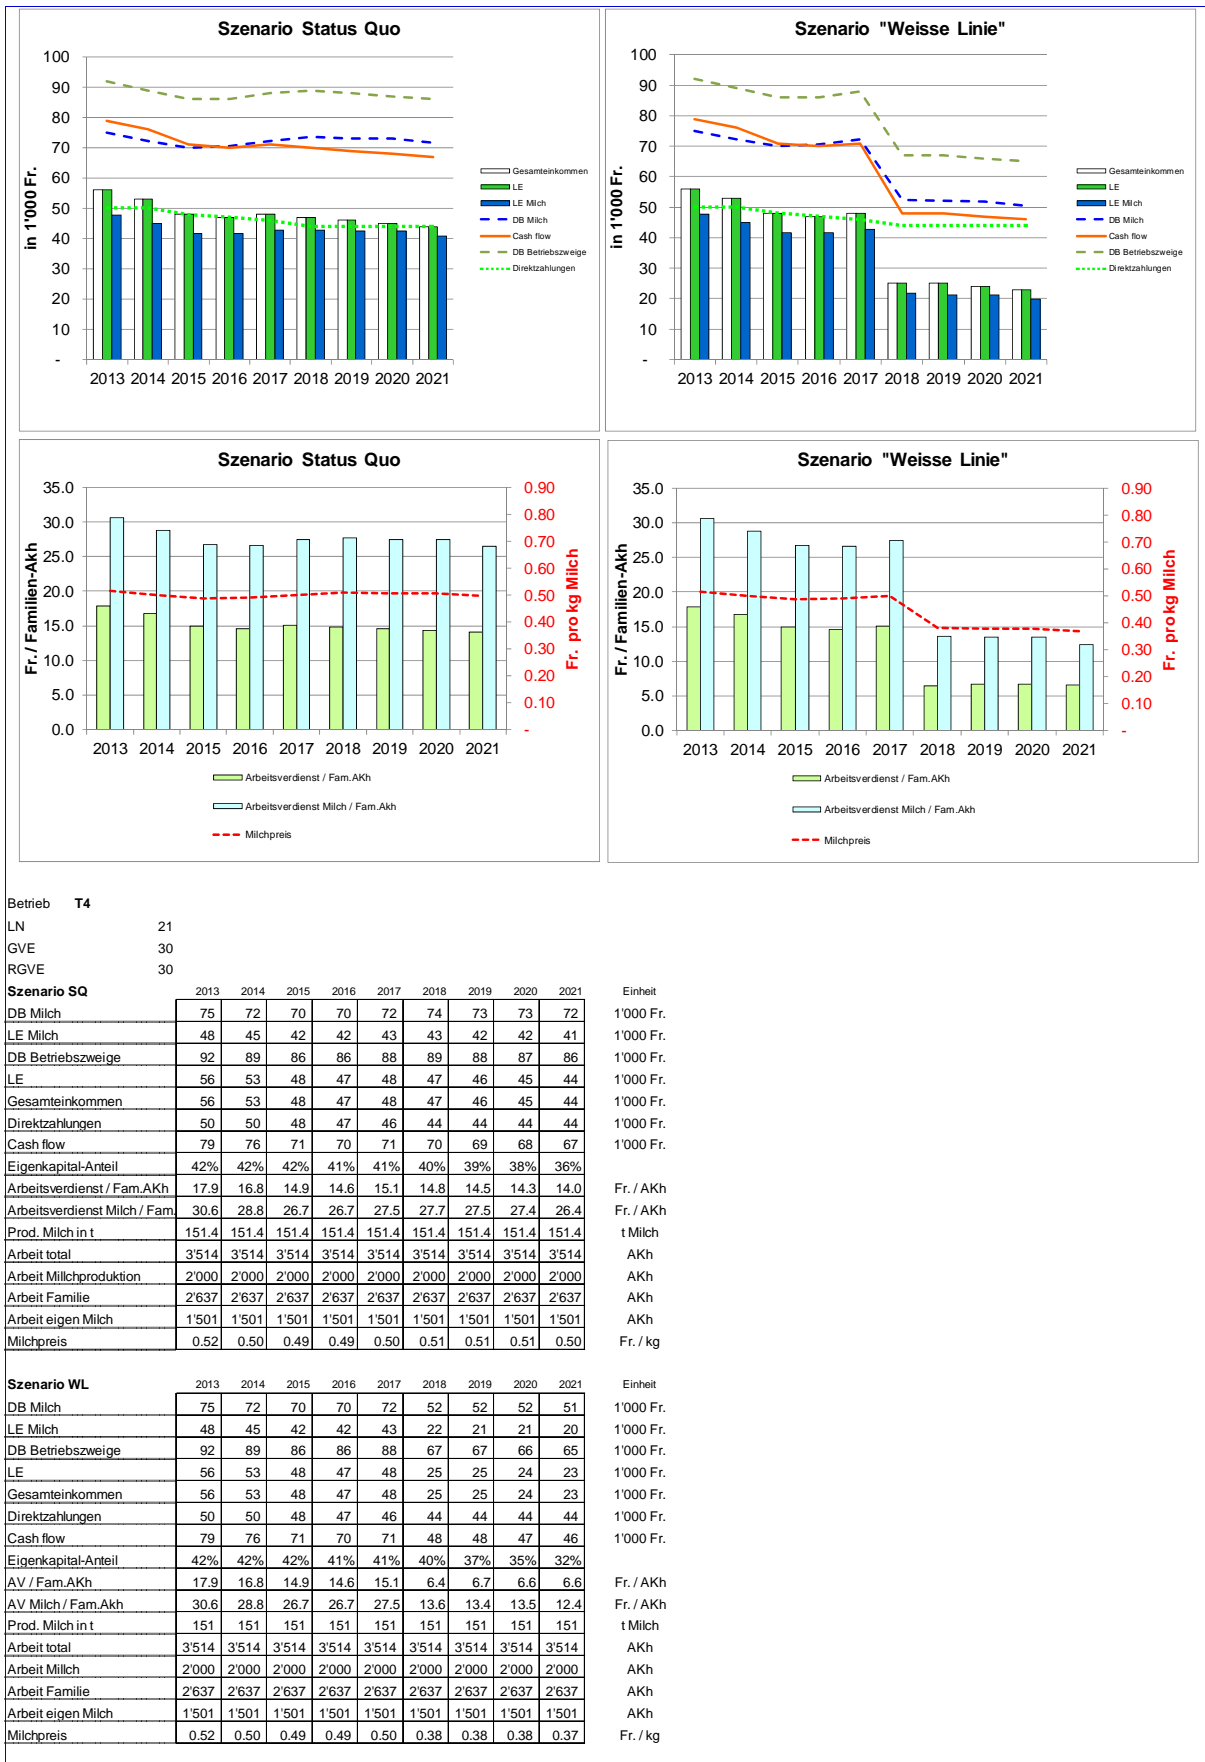 Szenario Status Quo
in 1'000 Fr.
100
90
80
70
60
50
40
30
20
10
-
2013 2014 2015 2016 2017 2018 2019 2020 2021
Gesamteinkommen
LE
LE Milch
DB Milch
Cash flow
DB Betriebszweige
Direktzahlungen
Szenario "Weisse Linie"
in 1'000 Fr.
100
90
80
70
60
50
40
30
20
10
-
2013 2014 2015 2016 2017 2018 2019 2020 2021
Gesamteinkommen
LE
LE Milch
DB Milch
Cash flow
DB Betriebszweige
Direktzahlungen
Szenario Status Quo
Fr. / Familien-Akh
35.0
30.0
25.0
20.0
15.0
10.0
5.0
0.0
0.90
0.80
0.70
0.60
0.50
0.40
0.30
0.20
0.10
-
Fr. pro kg Milch
2013 2014 2015 2016 2017 2018 2019 2020 2021
Arbeitsverdienst / Fam.AKh
Arbeitsverdienst Milch / Fam.Akh
Milchpreis
Szenario "Weisse Linie"
Fr. / Familien-Akh
35.0
30.0
25.0
20.0
15.0
10.0
5.0
0.0
0.90
0.80
0.70
0.60
0.50
0.40
0.30
0.20
0.10
-
Fr. pro kg Milch
2013 2014 2015 2016 2017 2018 2019 2020 2021
Arbeitsverdienst / Fam.AKh
Arbeitsverdienst Milch / Fam.Akh
Milchpreis
Betrieb T4
LN 21
GVE 30
RGVE 30
Szenario SQ 2013 2014 2015 2016 2017 2018 2019 2020 2021 Einheit
DB Milch 75 72 70 70 72 74 73 73 72 1'000 Fr.
LE Milch 48 45 42 42 43 43 42 42 41 1'000 Fr.
DB Betriebszweige 92 89 86 86 88 89 88 87 86 1'000 Fr.
LE 56 53 48 47 48 47 46 45 44 1'000 Fr.
Gesamteinkommen 56 53 48 47 48 47 46 45 44 1'000 Fr.
Direktzahlungen 50 50 48 47 46 44 44 44 44 1'000 Fr.
Cash flow 79 76 71 70 71 70 69 68 67 1'000 Fr.
Eigenkapital-Anteil 42% 42% 42% 41% 41% 40% 39% 38% 36%
Arbeitsverdienst / Fam.AKh 17.9 16.8 14.9 14.6 15.1 14.8 14.5 14.3 14.0 Fr. / AKh
Arbeitsverdienst Milch / Fam. 30.6 28.8 26.7 26.7 27.5 27.7 27.5 27.4 26.4 Fr. / AKh
Prod. Milch in t 151.4 151.4 151.4 151.4 151.4 151.4 151.4 151.4 151.4 t Milch
Arbeit total 3'514 3'514 3'514 3'514 3'514 3'514 3'514 3'514 3'514 AKh
Arbeit Millchproduktion 2'000 2'000 2'000 2'000 2'000 2'000 2'000 2'000 2'000 AKh
Arbeit Familie 2'637 2'637 2'637 2'637 2'637 2'637 2'637 2'637 2'637 AKh
Arbeit eigen Milch 1'501 1'501 1'501 1'501 1'501 1'501 1'501 1'501 1'501 AKh
Milchpreis 0.52 0.50 0.49 0.49 0.50 0.51 0.51 0.51 0.50 Fr. / kg
Szenario WL 2013 2014 2015 2016 2017 2018 2019 2020 2021 Einheit
DB Milch 75 72 70 70 72 52 52 52 51 1'000 Fr.
LE Milch 48 45 42 42 43 22 21 21 20 1'000 Fr.
DB Betriebszweige 92 89 86 86 88 67 67 66 65 1'000 Fr.
LE 56 53 48 47 48 25 25 24 23 1'000 Fr.
Gesamteinkommen 56 53 48 47 48 25 25 24 23 1'000 Fr.
Direktzahlungen 50 50 48 47 46 44 44 44 44 1'000 Fr.
Cash flow 79 76 71 70 71 48 48 47 46 1'000 Fr.
Eigenkapital-Anteil 42% 42% 42% 41% 41% 40% 37% 35% 32%
AV / Fam.AKh 17.9 16.8 14.9 14.6 15.1 6.4 6.7 6.6 6.6 Fr. / AKh
AV Milch / Fam.Akh 30.6 28.8 26.7 26.7 27.5 13.6 13.4 13.5 12.4 Fr. / AKh
Prod. Milch in t 151 151 151 151 151 151 151 151 151 t Milch
Arbeit total 3'514 3'514 3'514 3'514 3'514 3'514 3'514 3'514 3'514 AKh
Arbeit Millch 2'000 2'000 2'000 2'000 2'000 2'000 2'000 2'000 2'000 AKh
Arbeit Familie 2'637 2'637 2'637 2'637 2'637 2'637 2'637 2'637 2'637 AKh
Arbeit eigen Milch 1'501 1'501 1'501 1'501 1'501 1'501 1'501 1'501 1'501 AKh
Milchpreis 0.52 0.50 0.49 0.49 0.50 0.38 0.38 0.38 0.37 Fr. / kg